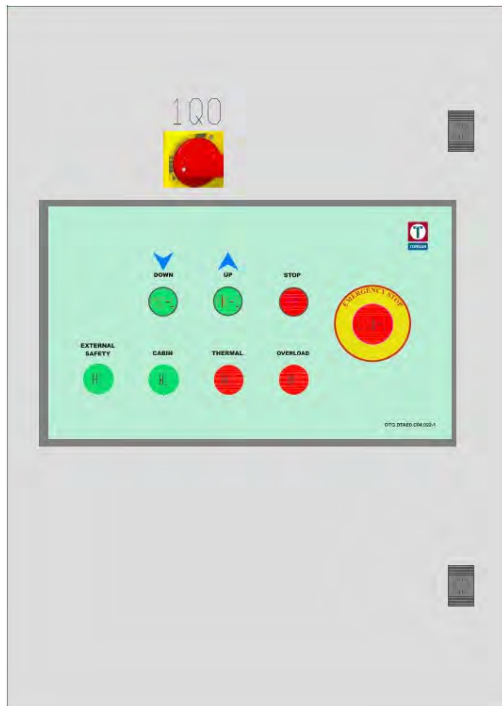 1Q0
DOWN
UP
STOP
EMERGENCY STOP
EXTERNAL
SAFETY
CABIN
THERMAL
OVERLOAD